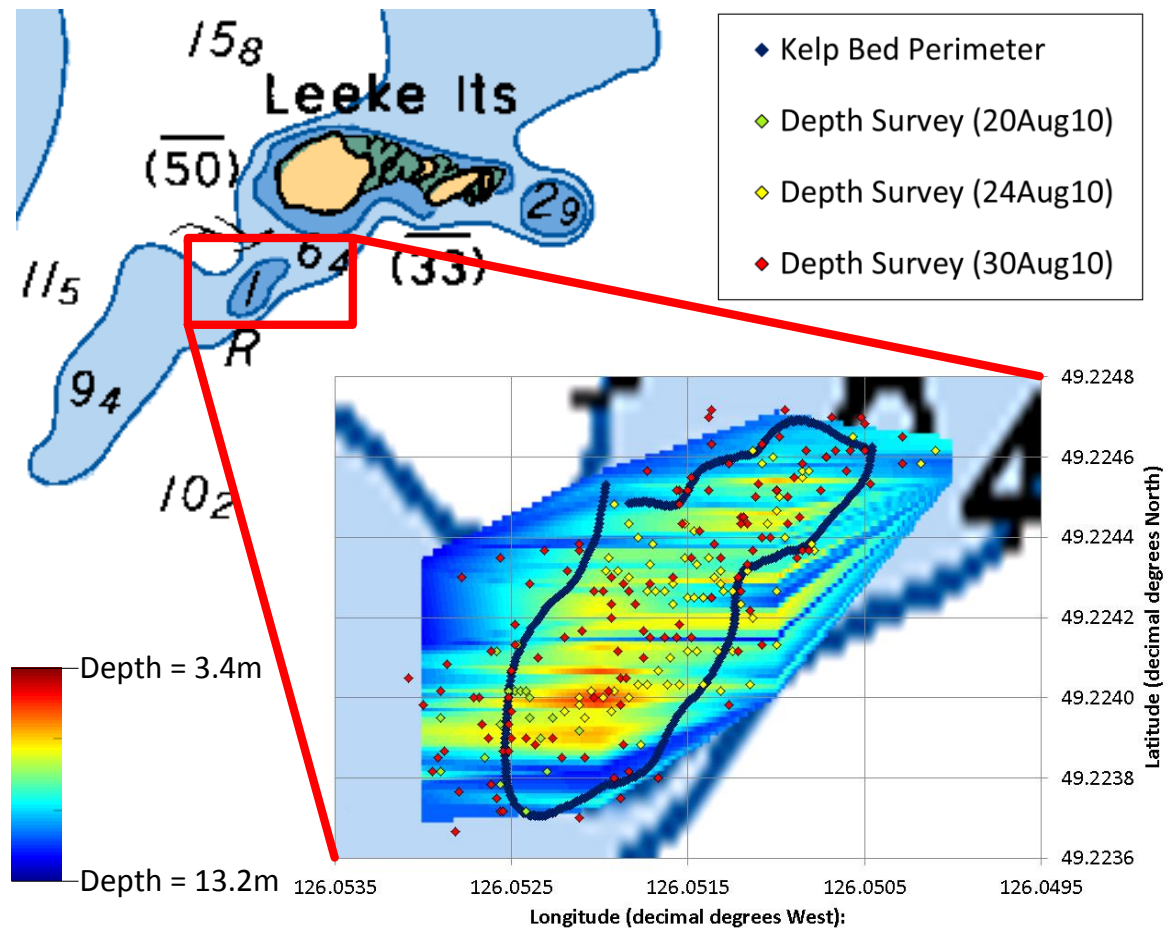 15₈
Leeke Its
(50)
2₉
6₄
(33)
11₅
1
R
9₄
10₂
Kelp Bed Perimeter
Depth Survey (20Aug10)
Depth Survey (24Aug10)
Depth Survey (30Aug10)
49.2248
49.2246
49.2244
49.2242
49.2240
49.2238
49.2236
Latitude (decimal degrees North)
4
Depth = 3.4m
Depth = 13.2m
126.0535 126.0525 126.0515 126.0505 126.0495
Longitude (decimal degrees West):